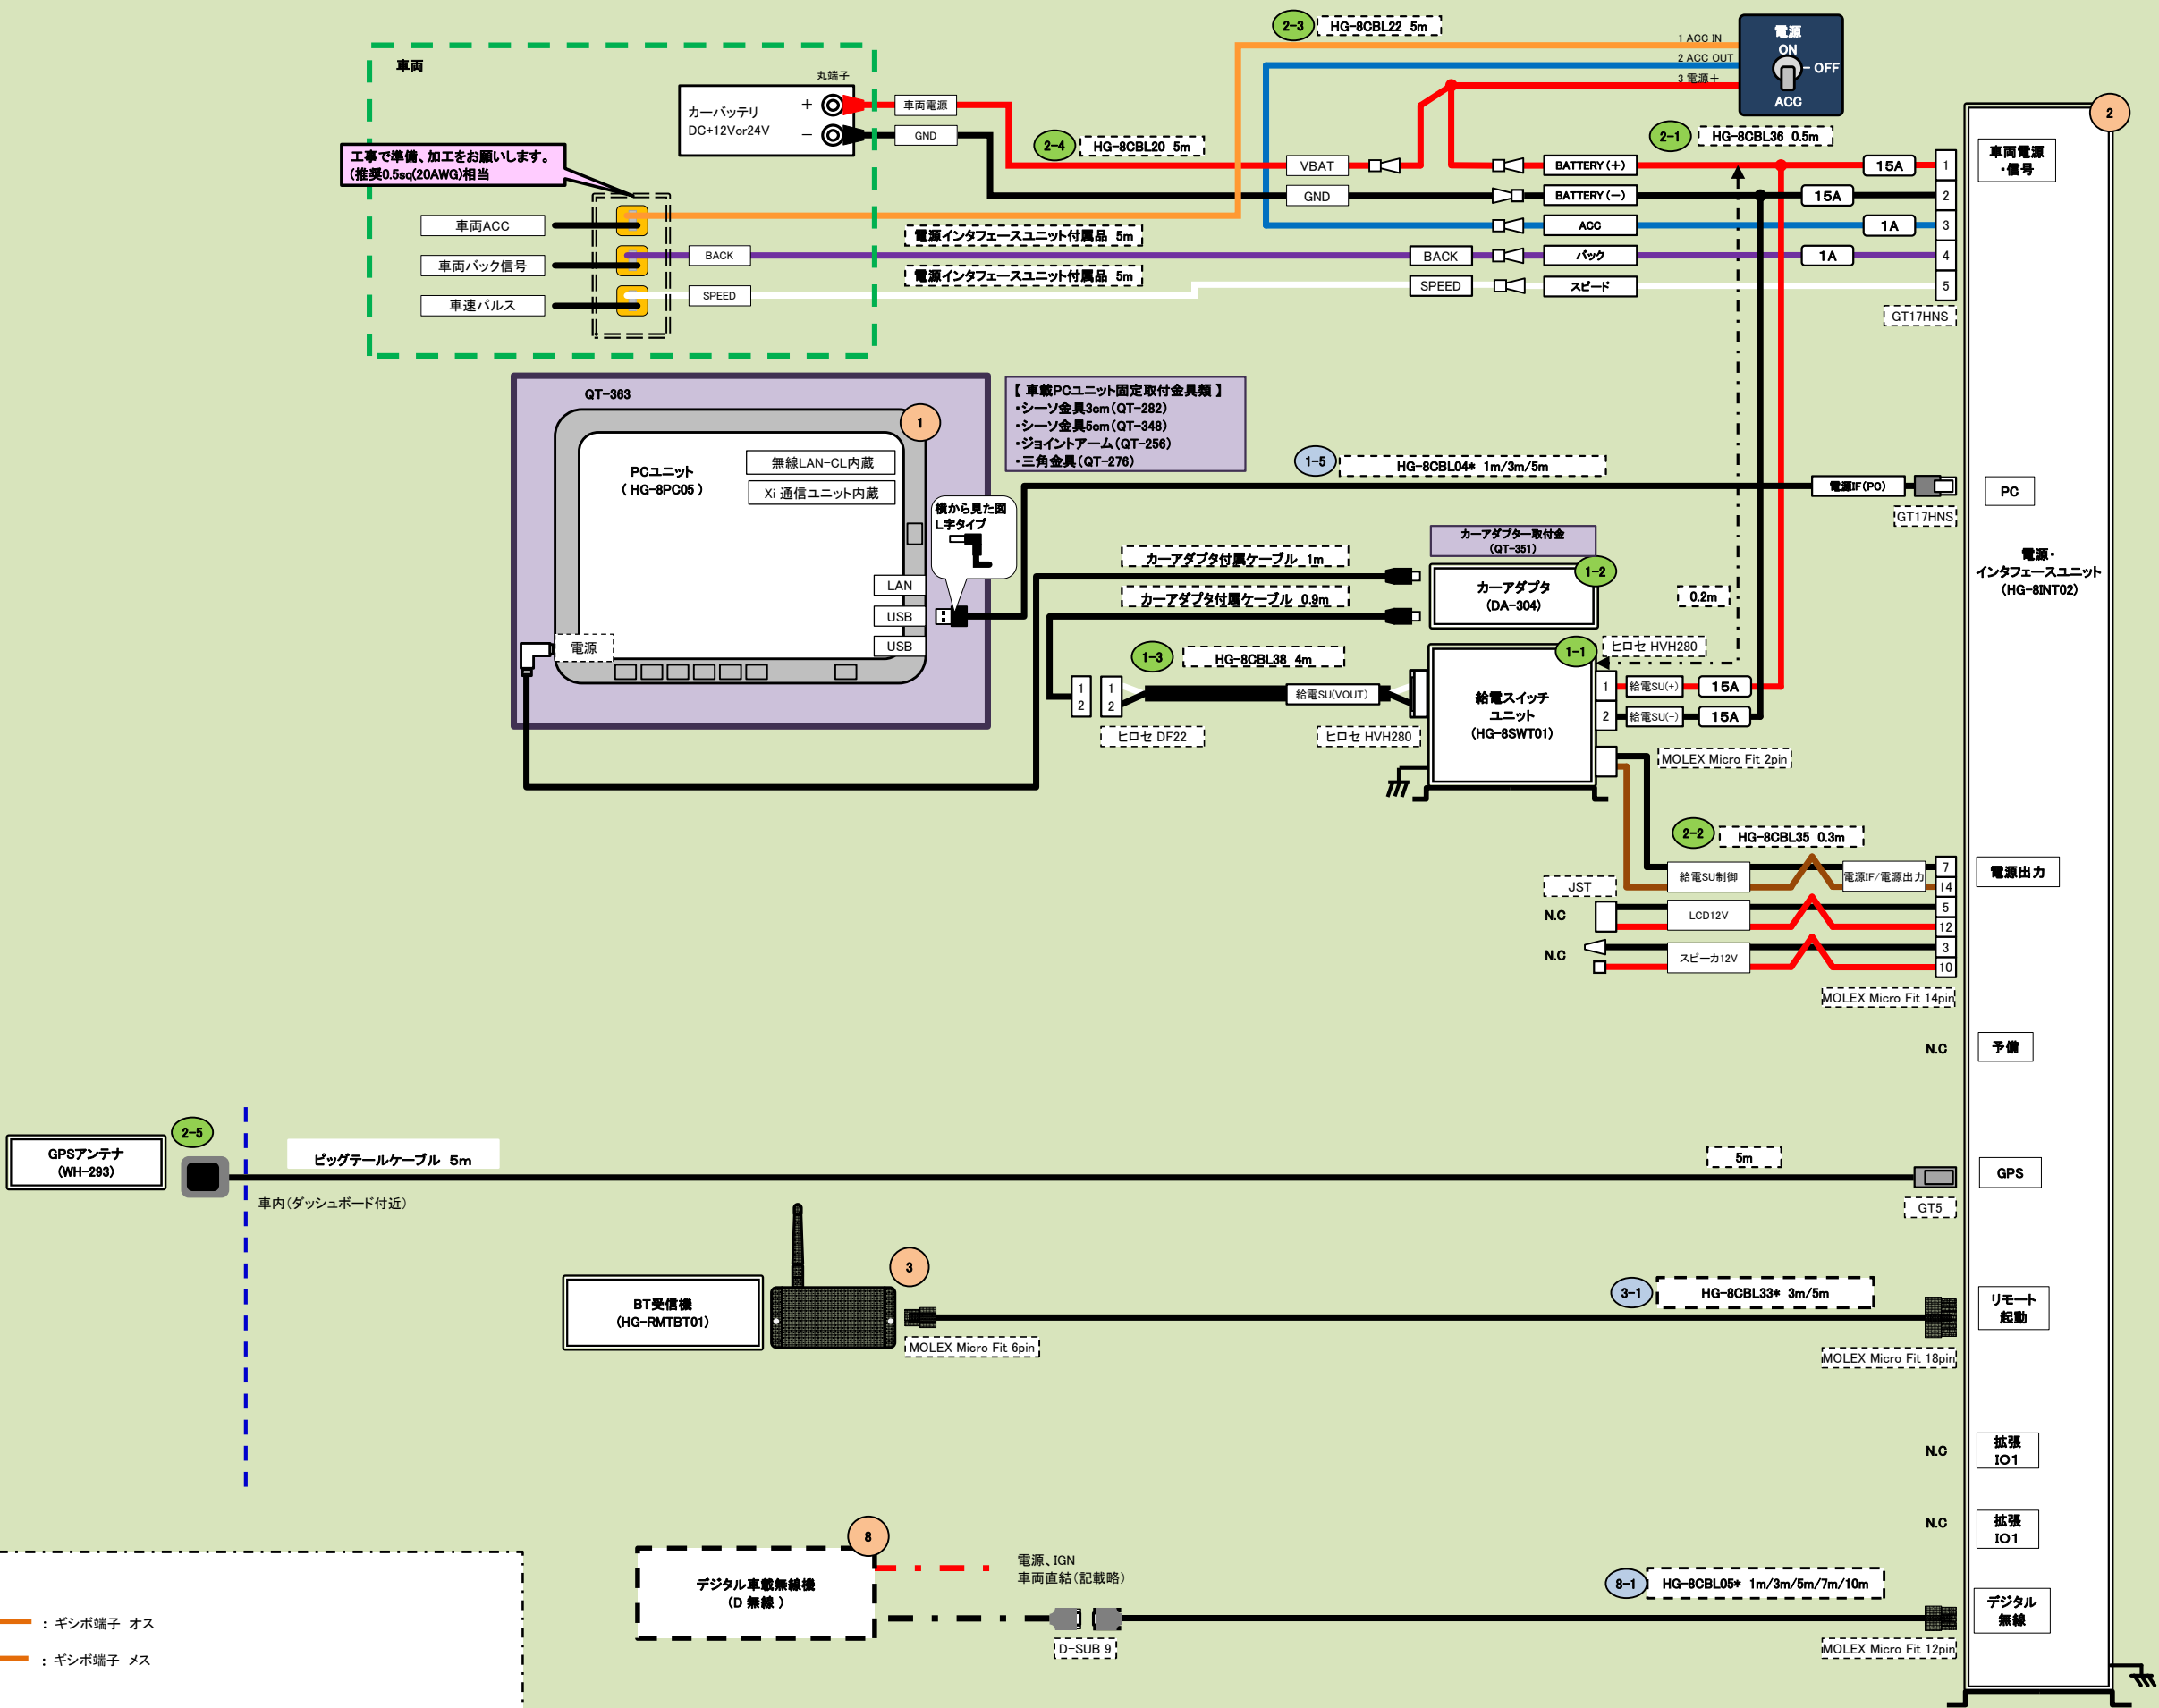 2-3
HG-8CBL22 5m
電源
ON
OFF
ACC
1 ACC IN
2 ACC OUT
3 電源+
車両
丸端子
カーバッテリ
DC+12Vor24V
+
-
車両電源
GND
工事で準備、加工をお願いします。
(推奨0.5sq(20AWG)相当
車両ACC
車両バック信号
車速パルス
BACK
SPEED
2-4
HG-8CBL20 5m
電源インタフェースユニット付属品 5m
電源インタフェースユニット付属品 5m
VBAT
GND
BACK
SPEED
2-1
HG-8CBL36 0.5m
BATTERY(+)
BATTERY(-)
ACC
バック
スピード
15A
15A
1A
1A
1
2
3
4
5
GT17HNS
2
車両電源
・信号
QT-363
1
PCユニット
( HG-8PC05 )
無線LAN-CL内蔵
Xi 通信ユニット内蔵
LAN
USB
USB
電源
横から見た図
L字タイプ
【 車載PCユニット固定取付金具類 】
・シーソ金具3cm(QT-282)
・シーソ金具5cm(QT-348)
・ジョイントアーム(QT-256)
・三角金具(QT-276)
1-5
HG-8CBL04* 1m/3m/5m
電源IF(PC)
GT17HNS
PC
電源・
インタフェースユニット
(HG-8INT02)
カーアダプタ付属ケーブル 1m
カーアダプタ付属ケーブル 0.9m
カーアダプター取付金
(QT-351)
1-2
カーアダプタ
(DA-304)
0.2m
1-3
HG-8CBL38 4m
1
2
1
2
給電SU(VOUT)
ヒロセ DF22
ヒロセ HVH280
1-1
ヒロセ HVH280
給電スイッチ
ユニット
(HG-8SWT01)
1
2
給電SU(+)
給電SU(-)
15A
15A
MOLEX Micro Fit 2pin
2-2
HG-8CBL35 0.3m
JST
N.C
N.C
給電SU制御
LCD12V
スピーカ12V
電源IF/電源出力
7
14
5
12
3
10
電源出力
MOLEX Micro Fit 14pin
N.C
予備
2-5
GPSアンテナ
(WH-293)
ピッグテールケーブル 5m
車内(ダッシュボード付近)
5m
GPS
GT5
3
BT受信機
(HG-RMTBT01)
MOLEX Micro Fit 6pin
3-1
HG-8CBL33* 3m/5m
リモート
起動
MOLEX Micro Fit 18pin
N.C
拡張
IO1
N.C
拡張
IO1
8
デジタル車載無線機
(D 無線 )
電源、IGN
車両直結(記載略)
D-SUB 9
8-1
HG-8CBL05* 1m/3m/5m/7m/10m
デジタル
無線
MOLEX Micro Fit 12pin
: ギシボ端子 オス
: ギシボ端子 メス